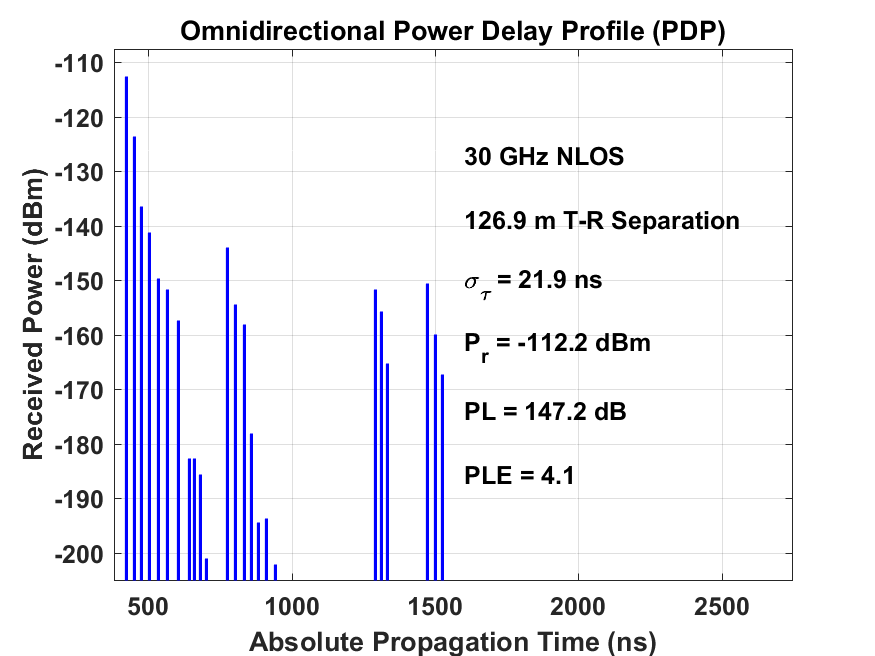 Omnidirectional Power Delay Profile (PDP)
Received Power (dBm)
-110
-120
-130
-140
-150
-160
-170
-180
-190
-200
30 GHz NLOS
126.9 m T-R Separation
σ_τ = 21.9 ns
P_r = -112.2 dBm
PL = 147.2 dB
PLE = 4.1
500 1000 1500 2000 2500
Absolute Propagation Time (ns)